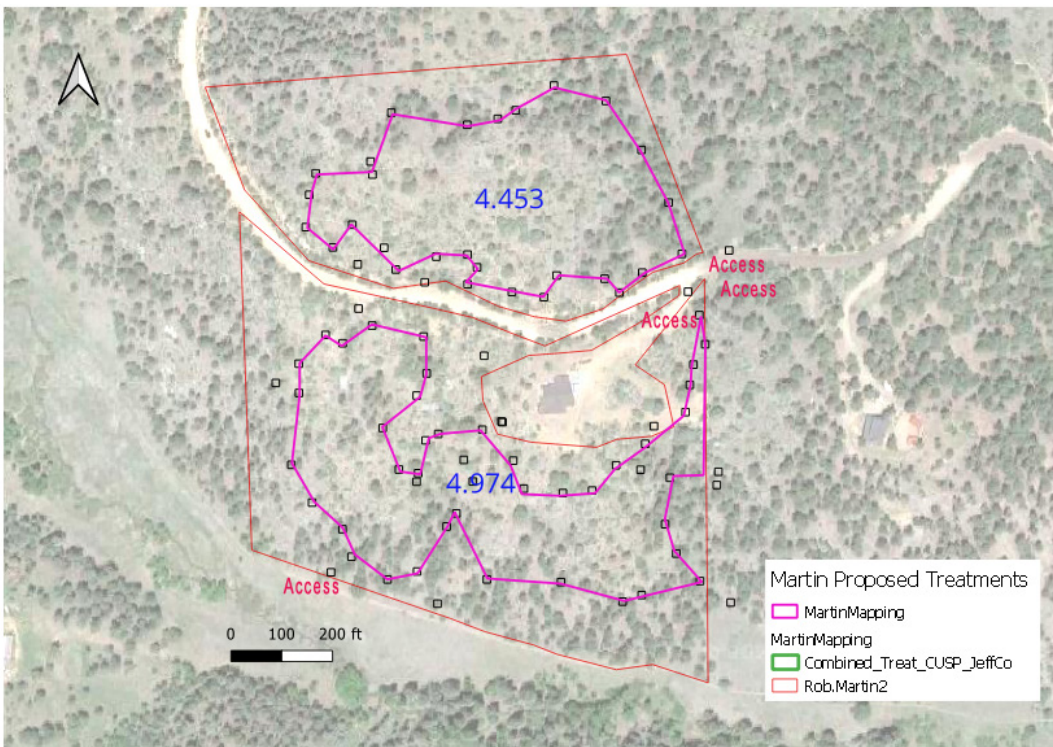 4.453
Access
Access
Access
4.974
Access
0 100 200 ft
Martin Proposed Treatments
MartinMapping
MartinMapping
Combined_Treat_CUSP_JeffCo
Rob.Martin2